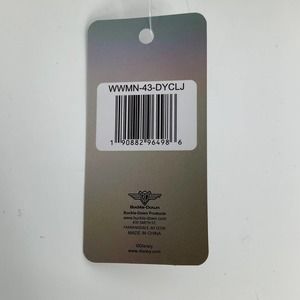 WWMN-43-DYCLJ
1 90882 96498 6
Buckle-Down
Buckle-Down Products
www.buckle-down.com
MADE IN CHINA
©Disney
www.disney.com